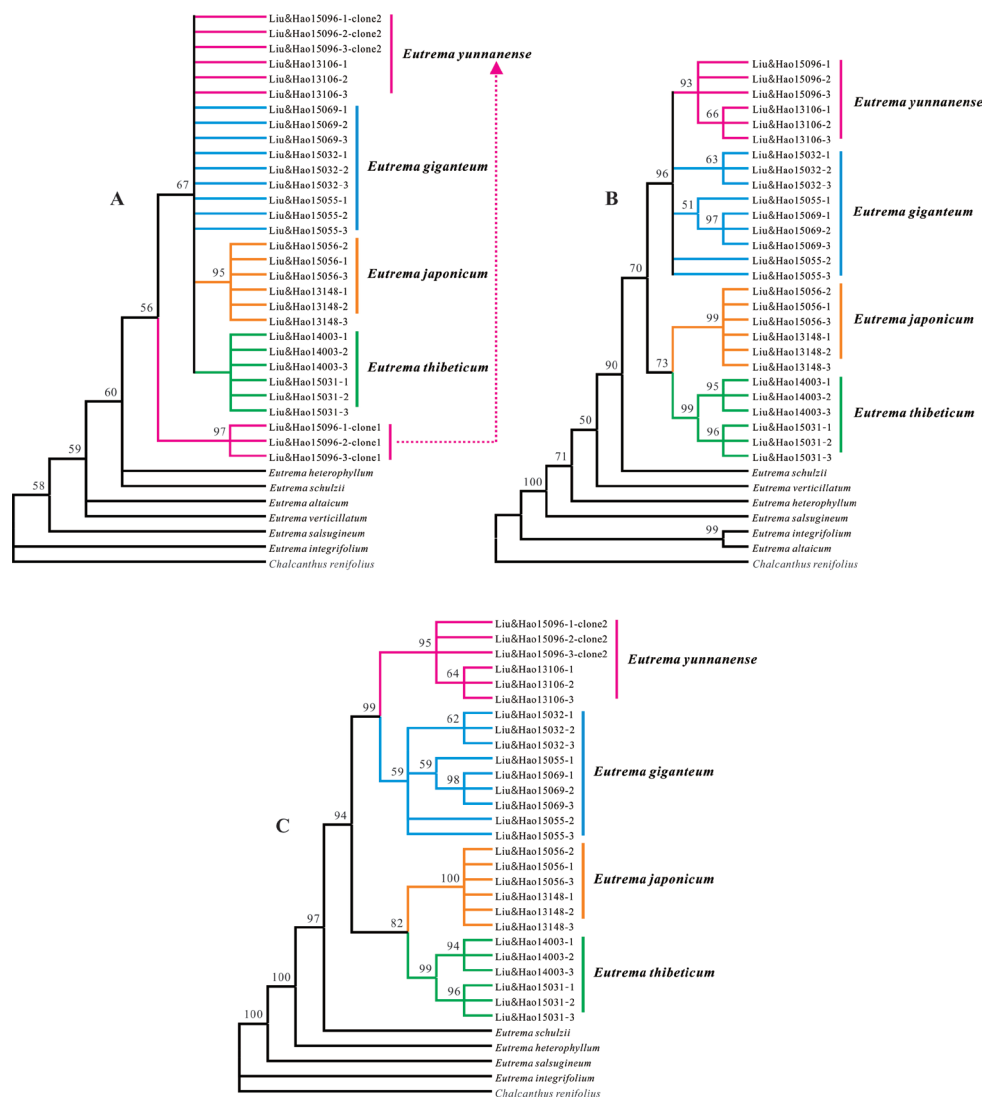 A
Liu&Hao15096-1-clone2
Liu&Hao15096-2-clone2
Liu&Hao15096-3-clone2
Liu&Hao13106-1
Liu&Hao13106-2
Liu&Hao13106-3
Eutrema yunnanense
Liu&Hao15069-1
Liu&Hao15069-2
Liu&Hao15069-3
Liu&Hao15032-1
Liu&Hao15032-2
Liu&Hao15032-3
Liu&Hao15055-1
Liu&Hao15055-2
Liu&Hao15055-3
Eutrema giganteum
Liu&Hao15056-2
Liu&Hao15056-1
Liu&Hao15056-3
Liu&Hao13148-1
Liu&Hao13148-2
Liu&Hao13148-3
Eutrema japonicum
Liu&Hao14003-1
Liu&Hao14003-2
Liu&Hao14003-3
Liu&Hao15031-1
Liu&Hao15031-2
Liu&Hao15031-3
Eutrema thibeticum
Liu&Hao15096-1-clone1
Liu&Hao15096-2-clone1
Liu&Hao15096-3-clone1
Eutrema heterophyllum
Eutrema schulzii
Eutrema altaicum
Eutrema verticillatum
Eutrema salsugineum
Eutrema integrifolium
Chalcanthus renifolius
67
95
56
97
60
59
58
B
Liu&Hao15096-1
Liu&Hao15096-2
Liu&Hao15096-3
Liu&Hao13106-1
Liu&Hao13106-2
Liu&Hao13106-3
Eutrema yunnanense
Liu&Hao15032-1
Liu&Hao15032-2
Liu&Hao15032-3
Liu&Hao15055-1
Liu&Hao15069-1
Liu&Hao15069-2
Liu&Hao15069-3
Liu&Hao15055-2
Liu&Hao15055-3
Eutrema giganteum
Liu&Hao15056-2
Liu&Hao15056-1
Liu&Hao15056-3
Liu&Hao13148-1
Liu&Hao13148-2
Liu&Hao13148-3
Eutrema japonicum
Liu&Hao14003-1
Liu&Hao14003-2
Liu&Hao14003-3
Liu&Hao15031-1
Liu&Hao15031-2
Liu&Hao15031-3
Eutrema thibeticum
Eutrema schulzii
Eutrema verticillatum
Eutrema heterophyllum
Eutrema salsugineum
Eutrema integrifolium
Eutrema altaicum
Chalcanthus renifolius
93
66
63
96
51
97
70
99
73
90
95
99
50
96
71
100
99
C
Liu&Hao15096-1-clone2
Liu&Hao15096-2-clone2
Liu&Hao15096-3-clone2
Liu&Hao13106-1
Liu&Hao13106-2
Liu&Hao13106-3
Eutrema yunnanense
Liu&Hao15032-1
Liu&Hao15032-2
Liu&Hao15032-3
Liu&Hao15055-1
Liu&Hao15069-1
Liu&Hao15069-2
Liu&Hao15069-3
Liu&Hao15055-2
Liu&Hao15055-3
Eutrema giganteum
Liu&Hao15056-2
Liu&Hao15056-1
Liu&Hao15056-3
Liu&Hao13148-1
Liu&Hao13148-2
Liu&Hao13148-3
Eutrema japonicum
Liu&Hao14003-1
Liu&Hao14003-2
Liu&Hao14003-3
Liu&Hao15031-1
Liu&Hao15031-2
Liu&Hao15031-3
Eutrema thibeticum
Eutrema schulzii
Eutrema heterophyllum
Eutrema salsugineum
Eutrema integrifolium
Chalcanthus renifolius
95
64
99
62
59
59
98
94
100
82
97
94
99
96
100
100